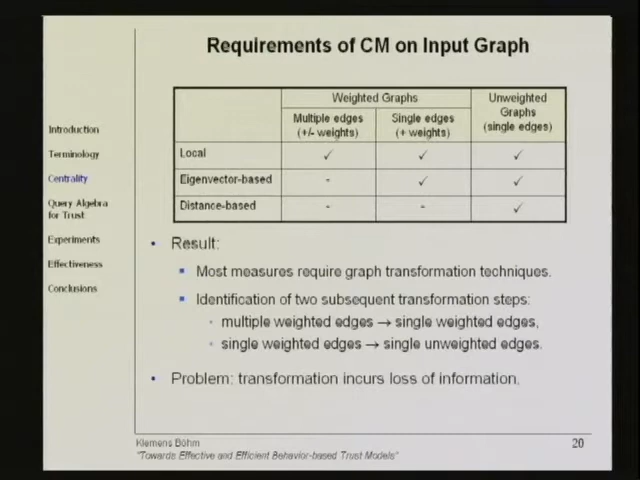 Requirements of CM on Input Graph
Introduction
Terminology
Centrality
Query Algebra
for Trust
Experiments
Effectiveness
Conclusions
Weighted Graphs
Unweighted
Graphs
(single edges)
Multiple edges
(+/- weights)
Single edges
(+ weights)
Local ✓ ✓ ✓
Eigenvector-based - ✓ ✓
Distance-based - - ✓
• Result:
▪ Most measures require graph transformation techniques.
▪ Identification of two subsequent transformation steps:
• multiple weighted edges → single weighted edges,
• single weighted edges → single unweighted edges.
• Problem: transformation incurs loss of information.
Klemens Böhm
"Towards Effective and Efficient Behavior-based Trust Models"
20